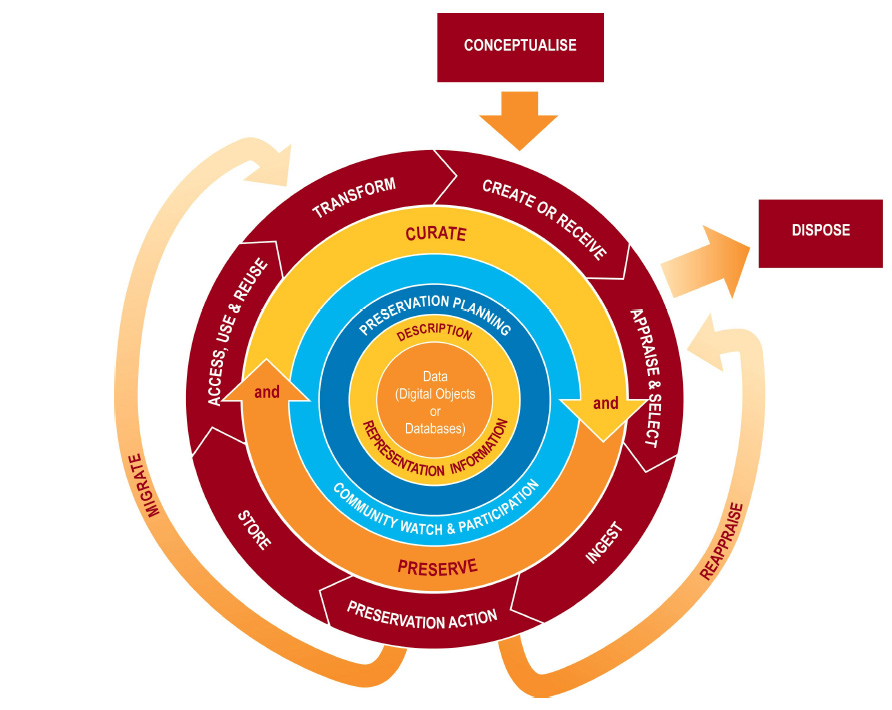 CONCEPTUALISE
TRANSFORM
CREATE OR RECEIVE
DISPOSE
CURATE
ACCESS, USE & REUSE
APPRAISE & SELECT
PRESERVATION PLANNING
DESCRIPTION
Data
(Digital Objects
or
Databases)
and
and
REPRESENTATION INFORMATION
COMMUNITY WATCH & PARTICIPATION
MIGRATE
STORE
INGEST
REAPPRAISE
PRESERVE
PRESERVATION ACTION